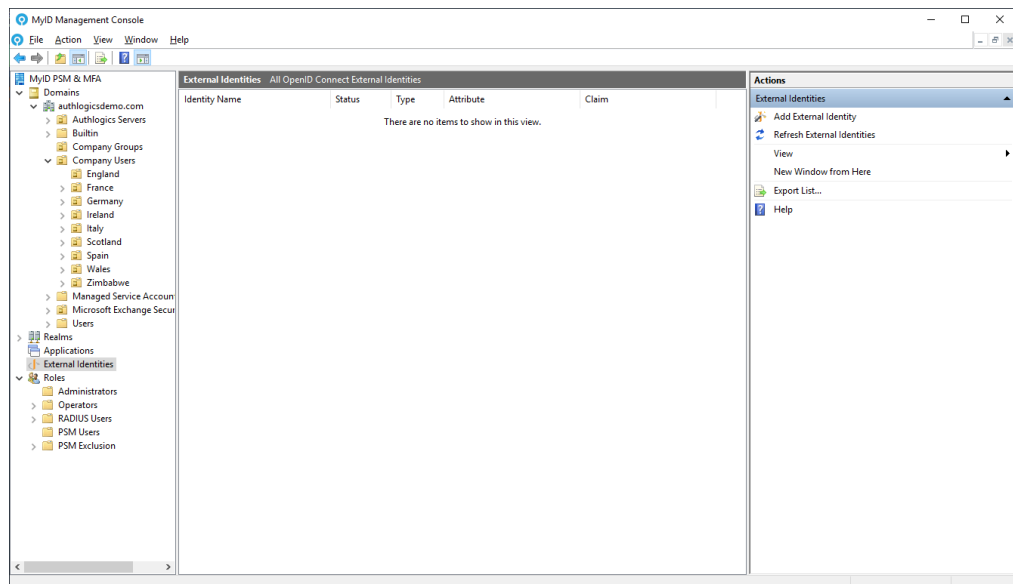 MyID Management Console
File Action View Window Help
MyID PSM & MFA
Domains
authlogicsdemo.com
Authlogics Servers
Builtin
Company Groups
Company Users
England
France
Germany
Ireland
Italy
Scotland
Spain
Wales
Zimbabwe
Managed Service Accoun
Microsoft Exchange Secur
Users
Realms
Applications
External Identities
Roles
Administrators
Operators
RADIUS Users
PSM Users
PSM Exclusion
External Identities All OpenID Connect External Identities
Identity Name Status Type Attribute Claim
There are no items to show in this view.
Actions
External Identities
Add External Identity
Refresh External Identities
View
New Window from Here
Export List...
Help